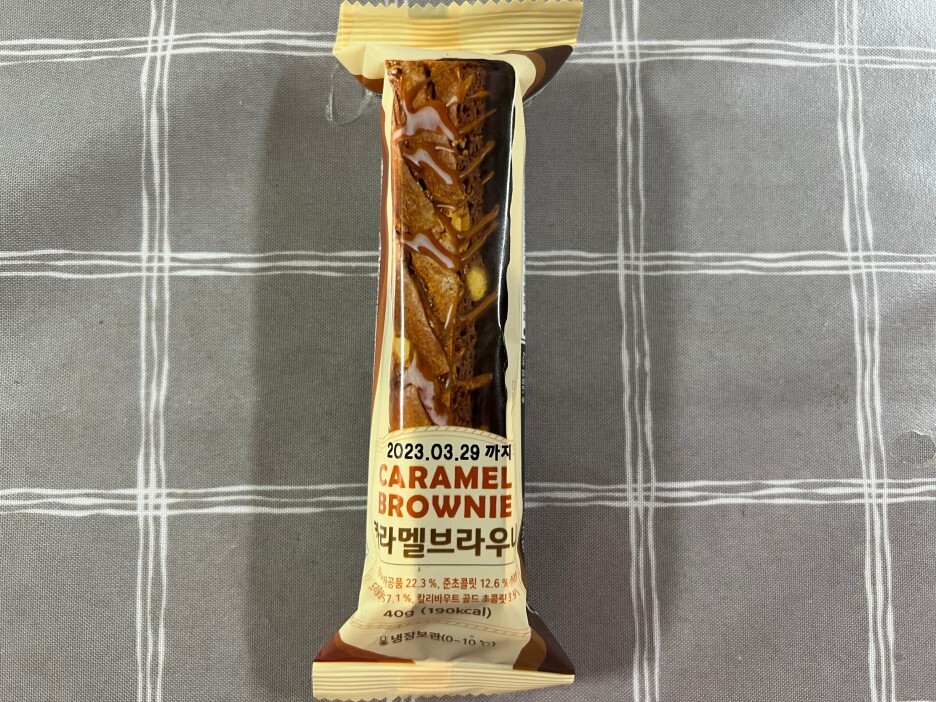 2023.03.29 까지
CARAMEL
BROWNIE
라멜브라우니
공품 22.3 %, 준초콜릿 12.6 %
7.1 %, 칼리바우트 골드 초콜릿
40g (190kcal)
냉장보관(0-10 ℃)